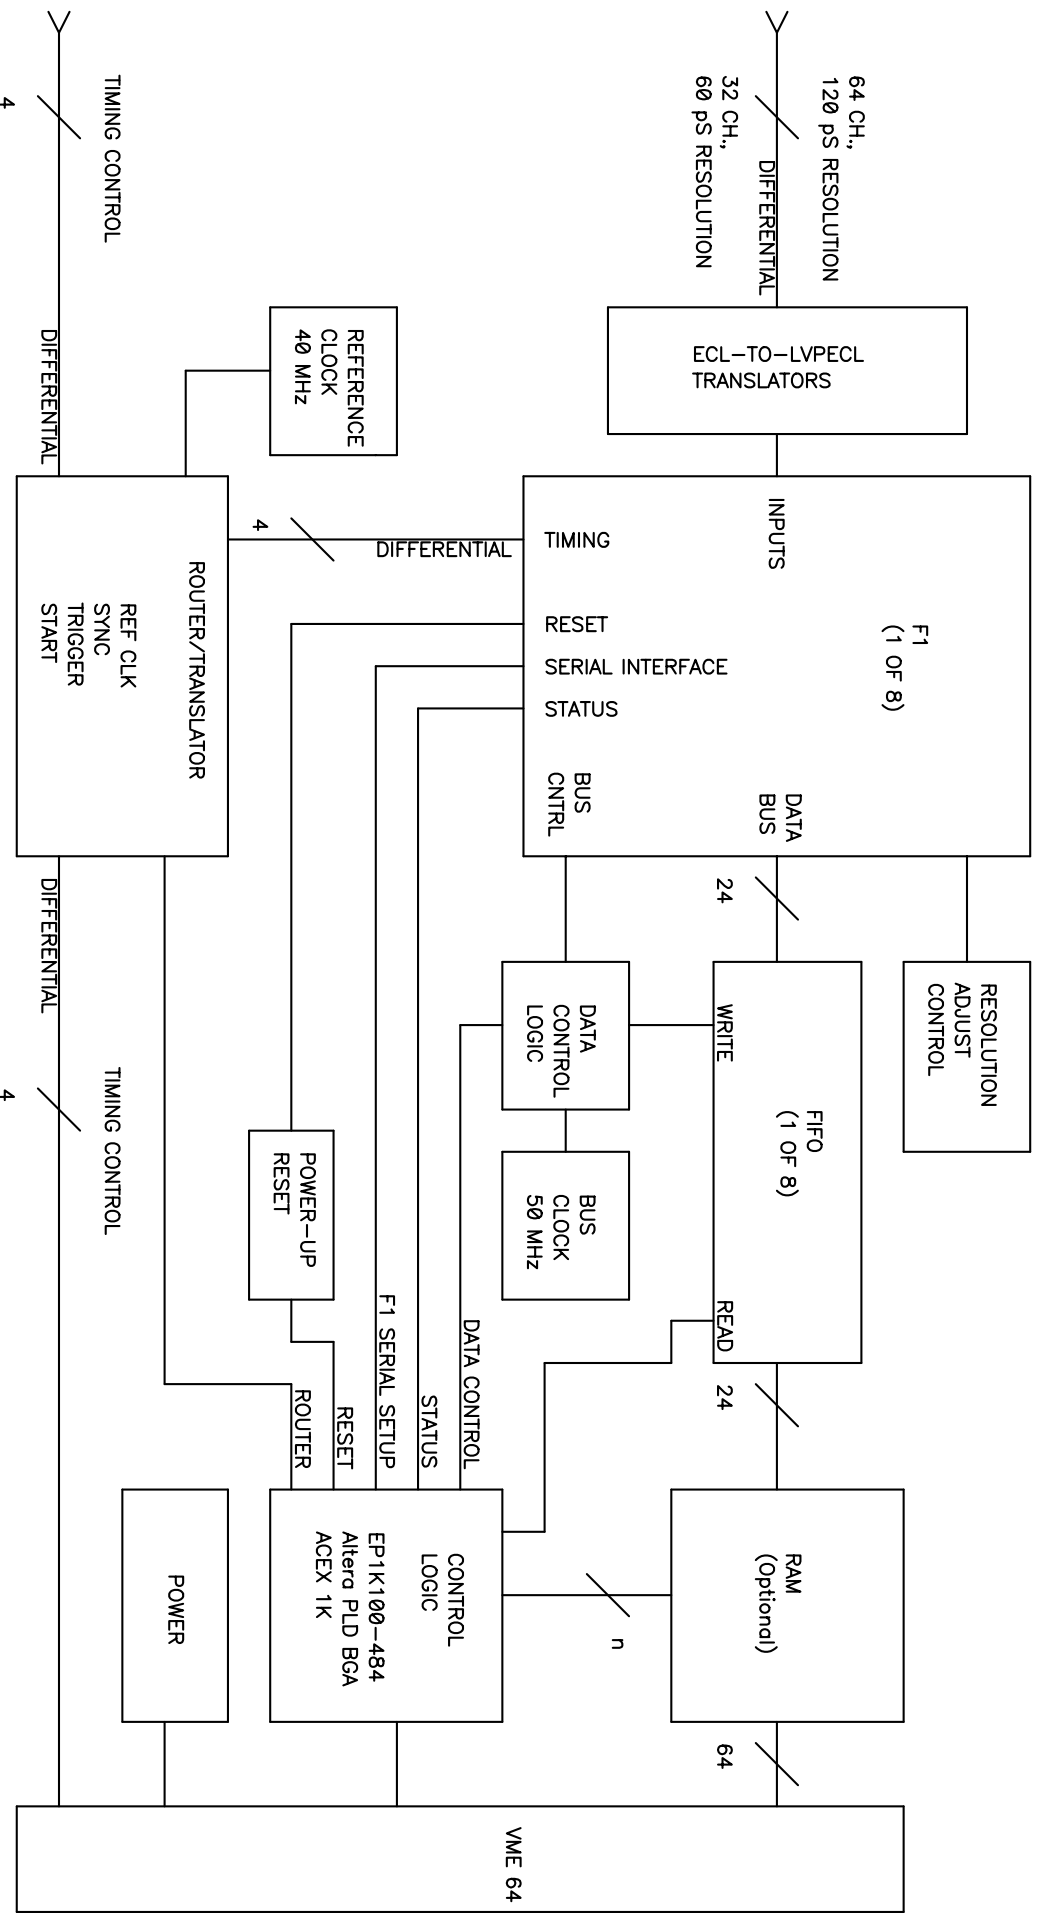 64 CH.,
120 pS RESOLUTION
DIFFERENTIAL
32 CH.,
60 pS RESOLUTION
ECL-TO-LVPECL
TRANSLATORS
INPUTS
F1
(1 OF 8)
TIMING
RESET
SERIAL INTERFACE
STATUS
BUS
CNTRL
DATA
BUS
24
RESOLUTION
ADJUST
CONTROL
FIFO
(1 OF 8)
WRITE
READ
24
RAM
(Optional)
64
n
DATA
CONTROL
LOGIC
BUS
CLOCK
50 MHz
DATA CONTROL
STATUS
F1 SERIAL SETUP
RESET
ROUTER
POWER-UP
RESET
CONTROL
LOGIC
EP1K100-484
Altera PLD BGA
ACEX 1K
POWER
VME 64
REFERENCE
CLOCK
40 MHz
4
DIFFERENTIAL
TIMING CONTROL
4
DIFFERENTIAL
ROUTER/TRANSLATOR
REF CLK
SYNC
TRIGGER
START
DIFFERENTIAL
TIMING CONTROL
4